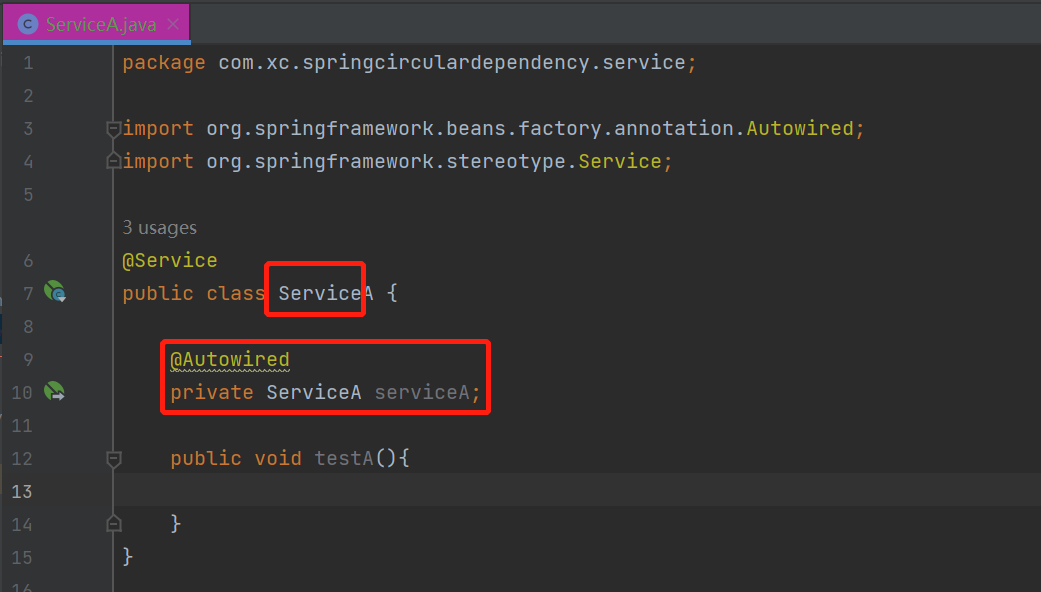 C ServiceA.java ×
1 package com.xc.springcirculardependency.service;
2
3 import org.springframework.beans.factory.annotation.Autowired;
4 import org.springframework.stereotype.Service;
5
3 usages
6 @Service
7 public class ServiceA {
8
9 @Autowired
10 private ServiceA serviceA;
11
12 public void testA(){
13
14 }
15 }
16